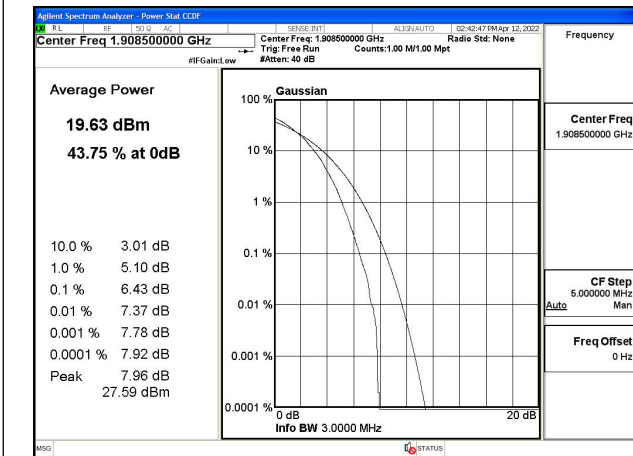 Agilent Spectrum Analyzer - Power Stat CCDF
RL RF 50 Ω AC SENSE:INT ALIGNAUTO 02:42:47 PM Apr 12, 2022
Center Freq 1.908500000 GHz
Center Freq: 1.908500000 GHz Radio Std: None
Trig: Free Run Counts:1.00 M/1.00 Mpt
#IFGain:Low #Atten: 40 dB
Frequency
Average Power
19.63 dBm
43.75 % at 0dB
10.0 % 3.01 dB
1.0 % 5.10 dB
0.1 % 6.43 dB
0.01 % 7.37 dB
0.001 % 7.78 dB
0.0001 % 7.92 dB
Peak 7.96 dB
27.59 dBm
Gaussian
100 %
10 %
1 %
0.1 %
0.01 %
0.001 %
0.0001 %
0 dB 20 dB
Info BW 3.0000 MHz
Center Freq
1.908500000 GHz
CF Step
5.000000 MHz
Auto Man
Freq Offset
0 Hz
MSG STATUS